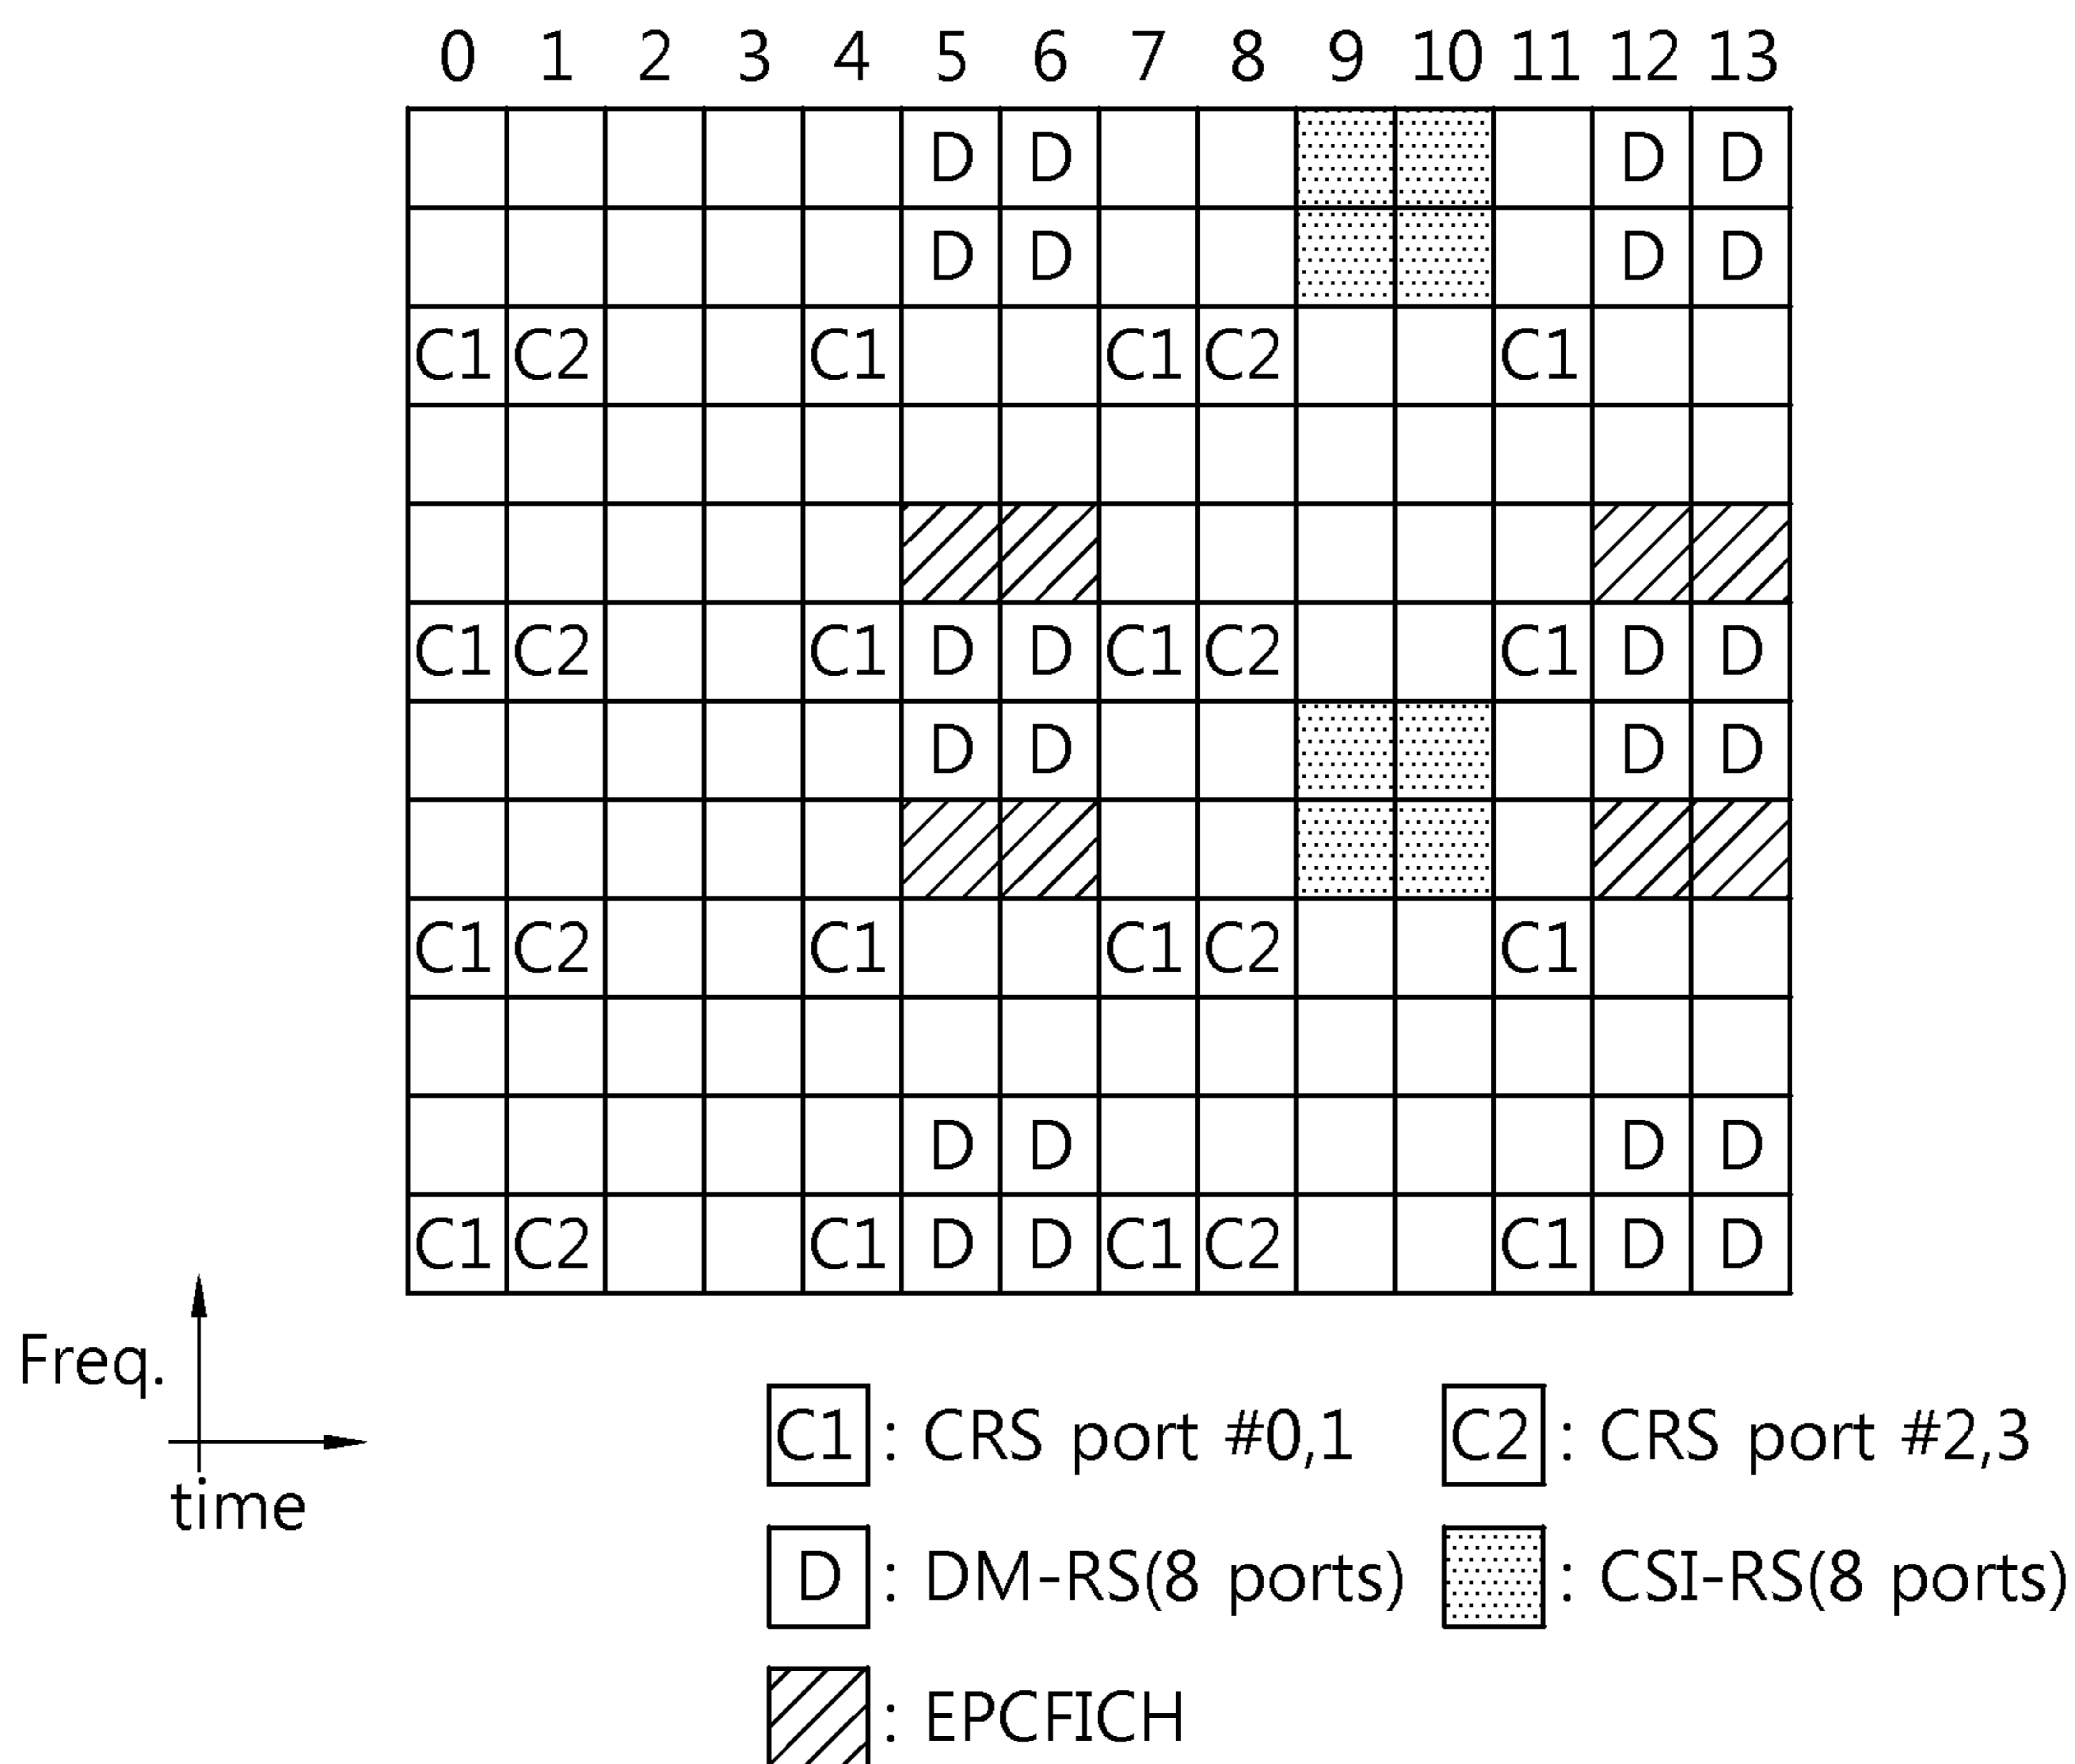 0 1 2 3 4 5 6 7 8 9 10 11 12 13
D D D D
D D D D
C1 C2 C1 C1 C2 C1
C1 C2 C1 D D C1 C2 C1 D D
D D D D
C1 C2 C1 C1 C2 C1
D D D D
C1 C2 C1 D D C1 C2 C1 D D
Freq.
time
C1 : CRS port #0,1 C2 : CRS port #2,3
D : DM-RS(8 ports) : CSI-RS(8 ports)
: EPCFICH